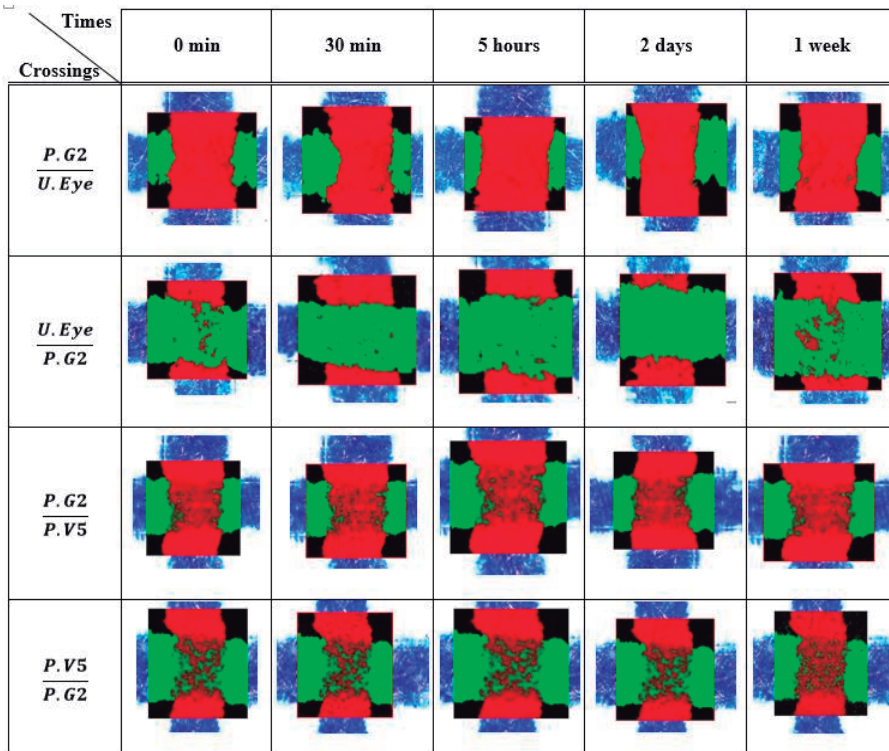 Times
Crossings
0 min
30 min
5 hours
2 days
1 week
P.G2
U.Eye
U.Eye
P.G2
P.G2
P.V5
P.V5
P.G2